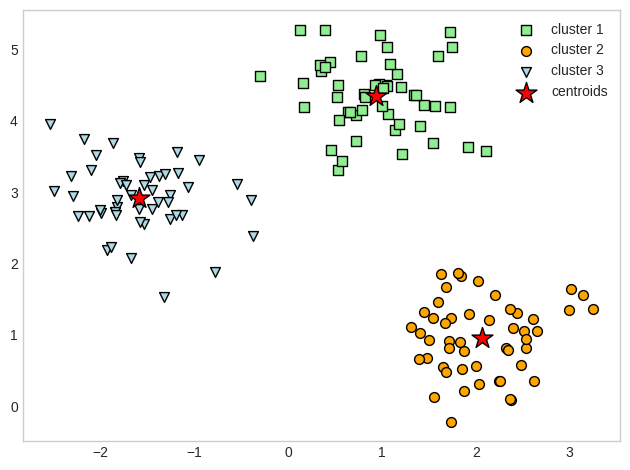 cluster 1
cluster 2
cluster 3
centroids
5
4
3
2
1
0
−2 −1 0 1 2 3